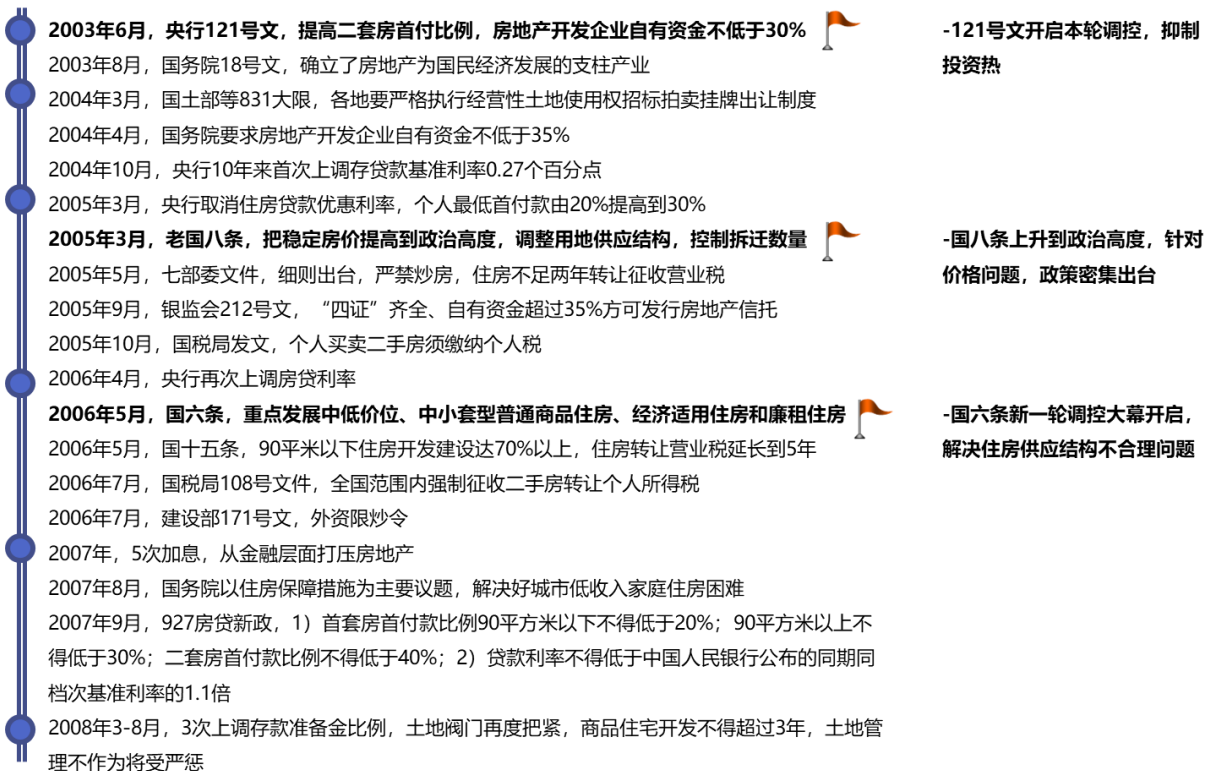 2003年6月，央行121号文，提高二套房首付比例，房地产开发企业自有资金不低于30%
-121号文开启本轮调控，抑制
投资热
2003年8月，国务院18号文，确立了房地产为国民经济发展的支柱产业
2004年3月，国土部等831大限，各地要严格执行经营性土地使用权招标拍卖挂牌出让制度
2004年4月，国务院要求房地产开发企业自有资金不低于35%
2004年10月，央行10年来首次上调存贷款基准利率0.27个百分点
2005年3月，央行取消住房贷款优惠利率，个人最低首付款由20%提高到30%
2005年3月，老国八条，把稳定房价提高到政治高度，调整用地供应结构，控制拆迁数量
-国八条上升到政治高度，针对
价格问题，政策密集出台
2005年5月，七部委文件，细则出台，严禁炒房，住房不足两年转让征收营业税
2005年9月，银监会212号文，“四证”齐全、自有资金超过35%方可发行房地产信托
2005年10月，国税局发文，个人买卖二手房须缴纳个人税
2006年4月，央行再次上调房贷利率
2006年5月，国六条，重点发展中低价位、中小套型普通商品住房、经济适用住房和廉租住房
-国六条新一轮调控大幕开启，
解决住房供应结构不合理问题
2006年5月，国十五条，90平米以下住房开发建设达70%以上，住房转让营业税延长到5年
2006年7月，国税局108号文件，全国范围内强制征收二手房转让个人所得税
2006年7月，建设部171号文，外资限炒令
2007年，5次加息，从金融层面打压房地产
2007年8月，国务院以住房保障措施为主要议题，解决好城市低收入家庭住房困难
2007年9月，927房贷新政，1）首套房首付款比例90平方米以下不得低于20%；90平方米以上不
得低于30%；二套房首付款比例不得低于40%；2）贷款利率不得低于中国人民银行公布的同期同
档次基准利率的1.1倍
2008年3-8月，3次上调存款准备金比例，土地阀门再度把紧，商品住宅开发不得超过3年，土地管
理不作为将受严惩